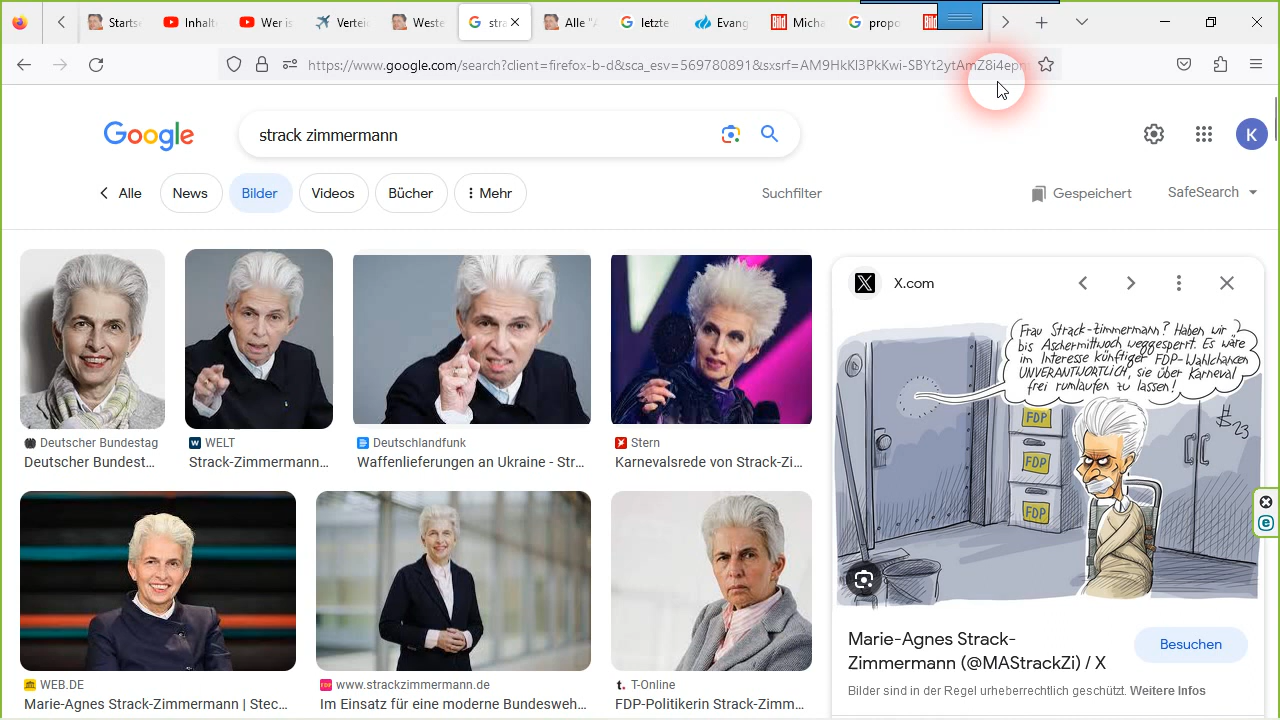 Starts
Inhalt
Wer is
Vertei
Weste
stra
Alle "A
letzte
Evang
Micha
propo
https://www.google.com/search?client=firefox-b-d&sca_esv=569780891&sxsrf=AM9HkKl3PkKwi-SBYt2ytAmZ8i4epn
Google
strack zimmermann
K
Alle
News
Bilder
Videos
Bücher
Mehr
Suchfilter
Gespeichert
SafeSearch
Deutscher Bundestag
Deutscher Bundest...
WELT
Strack-Zimmermann...
Deutschlandfunk
Waffenlieferungen an Ukraine - Str...
Stern
Karnevalsrede von Strack-Zi...
WEB.DE
Marie-Agnes Strack-Zimmermann | Stec...
www.strackzimmermann.de
Im Einsatz für eine moderne Bundesweh...
T-Online
FDP-Politikerin Strack-Zimm...
X.com
Frau Strack-Zimmermann? Haben wir
bis Aschermittwoch weggesperrt. Es wäre
im Interesse künftiger FDP-Wahlchancen
UNVERANTWORTLICH, sie über Karneval
frei rumlaufen zu lassen!
FDP
FDP
FDP
23
Marie-Agnes Strack-
Zimmermann (@MAStrackZi) / X
Besuchen
Bilder sind in der Regel urheberrechtlich geschützt. Weitere Infos